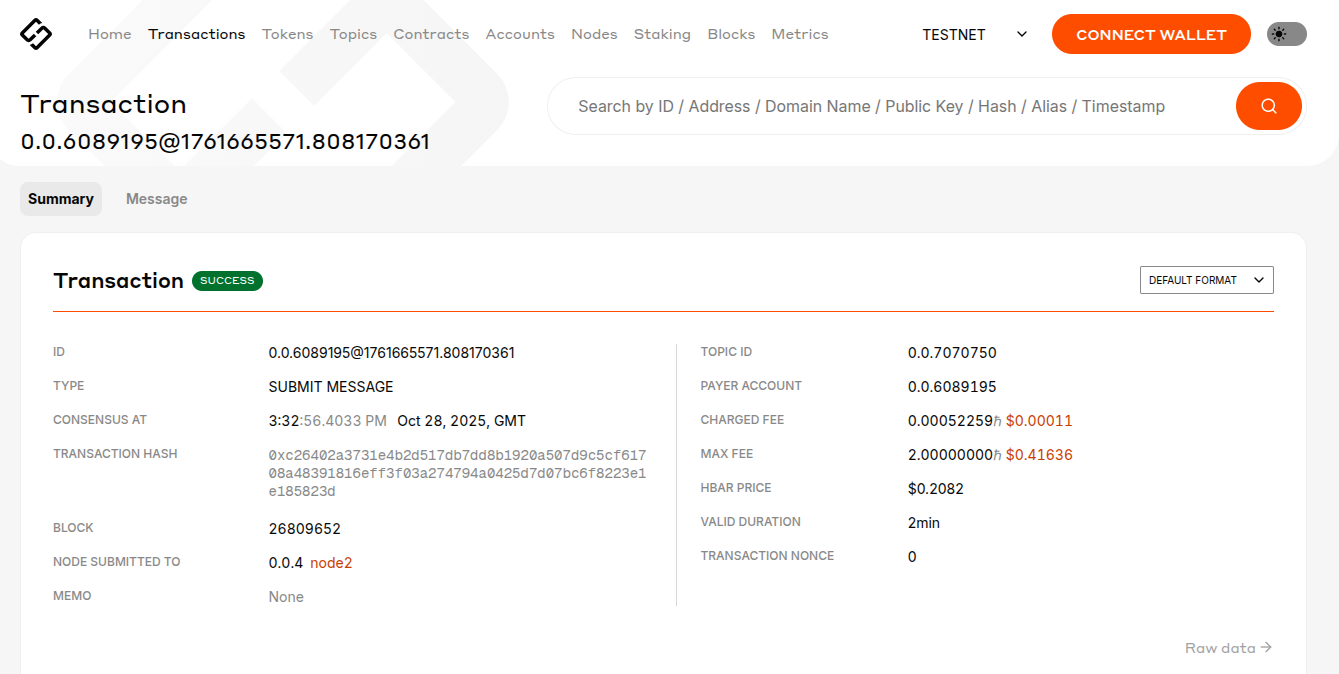 Home Transactions Tokens Topics Contracts Accounts Nodes Staking Blocks Metrics TESTNET CONNECT WALLET
Transaction
0.0.6089195@1761665571.808170361
Search by ID / Address / Domain Name / Public Key / Hash / Alias / Timestamp
Summary Message
Transaction SUCCESS DEFAULT FORMAT
ID 0.0.6089195@1761665571.808170361
TYPE SUBMIT MESSAGE
CONSENSUS AT 3:32:56.4033 PM Oct 28, 2025, GMT
TRANSACTION HASH 0xc26402a3731e4b2d517db7dd8b1920a507d9c5cf617
08a48391816eff3f03a274794a0425d7d07bc6f8223e1
e185823d
BLOCK 26809652
NODE SUBMITTED TO 0.0.4 node2
MEMO None
TOPIC ID 0.0.7070750
PAYER ACCOUNT 0.0.6089195
CHARGED FEE 0.00052259ℏ $0.00011
MAX FEE 2.00000000ℏ $0.41636
HBAR PRICE $0.2082
VALID DURATION 2min
TRANSACTION NONCE 0
Raw data →